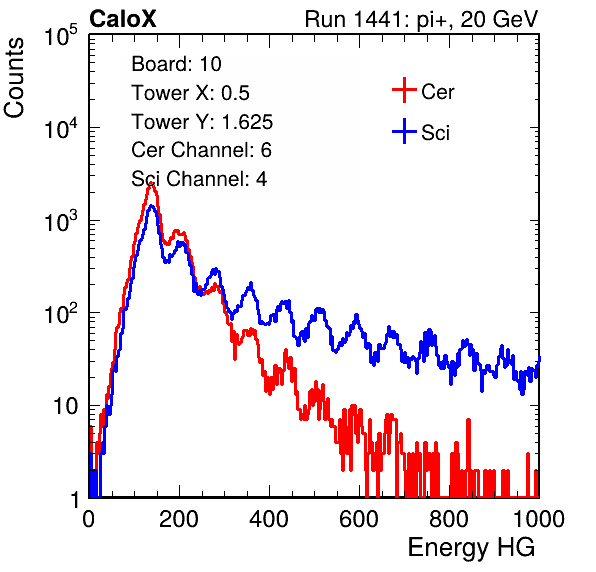 CaloX Run 1441: pi+, 20 GeV
Counts
Board: 10
Tower X: 0.5
Tower Y: 1.625
Cer Channel: 6
Sci Channel: 4
Cer
Sci
10^5
10^4
10^3
10^2
10
1
0 200 400 600 800 1000
Energy HG